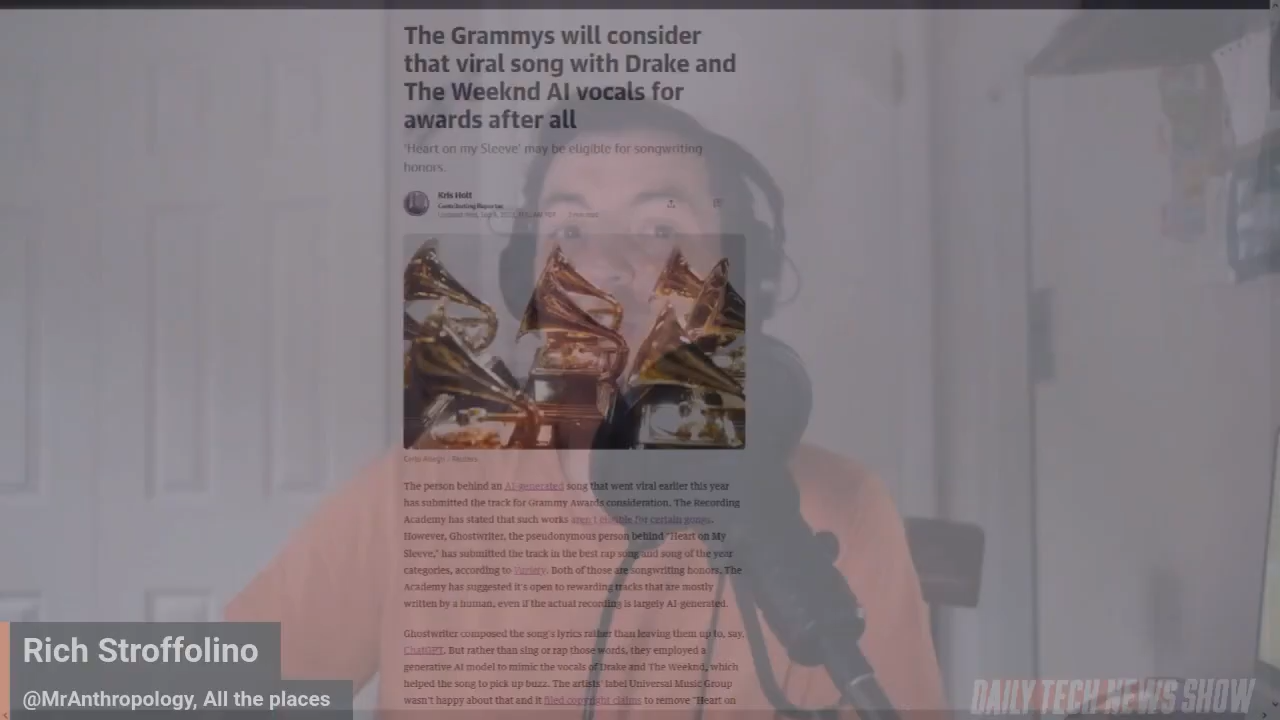 The Grammys will consider
that viral song with Drake and
The Weeknd AI vocals for
awards after all
'Heart on my Sleeve' may be eligible for songwriting
honors.
Kris Holt
Contributing Reporter
The person behind an AI-generated song that went viral earlier this year
has submitted the track for Grammy Awards consideration. The Recording
Academy has stated that such works aren't eligible for certain gongs.
However, Ghostwriter, the pseudonymous person behind "Heart on My
Sleeve," has submitted the track in the best rap song and song of the year
categories, according to Variety. Both of those are songwriting honors. The
Academy has suggested it's open to rewarding tracks that are mostly
written by a human, even if the actual recording is largely AI-generated.
Ghostwriter composed the song's lyrics rather than leaving them up to, say,
ChatGPT. But rather than sing or rap those words, they employed a
generative AI model to mimic the vocals of Drake and The Weeknd, which
helped the song to pick up buzz. The artists' label Universal Music Group
wasn't happy about that and it filed copyright claims to remove "Heart on
Rich Stroffolino
@MrAnthropology, All the places
DAILY TECH NEWS SHOW